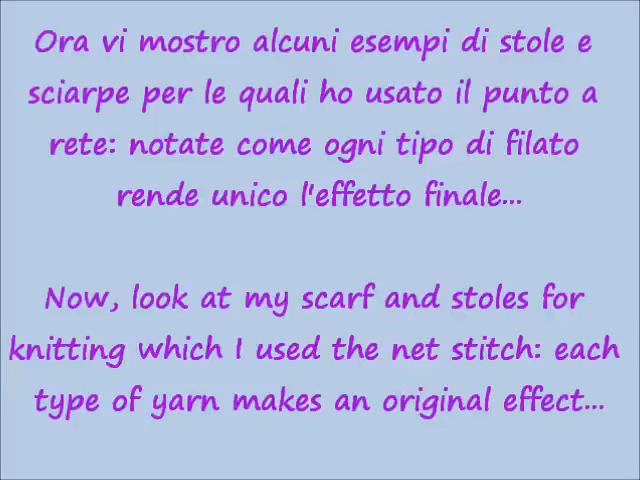 Ora vi mostro alcuni esempi di stole e
sciarpe per le quali ho usato il punto a
rete: notate come ogni tipo di filato
rende unico l'effetto finale...
Now, look at my scarf and stoles for
knitting which I used the net stitch: each
type of yarn makes an original effect...